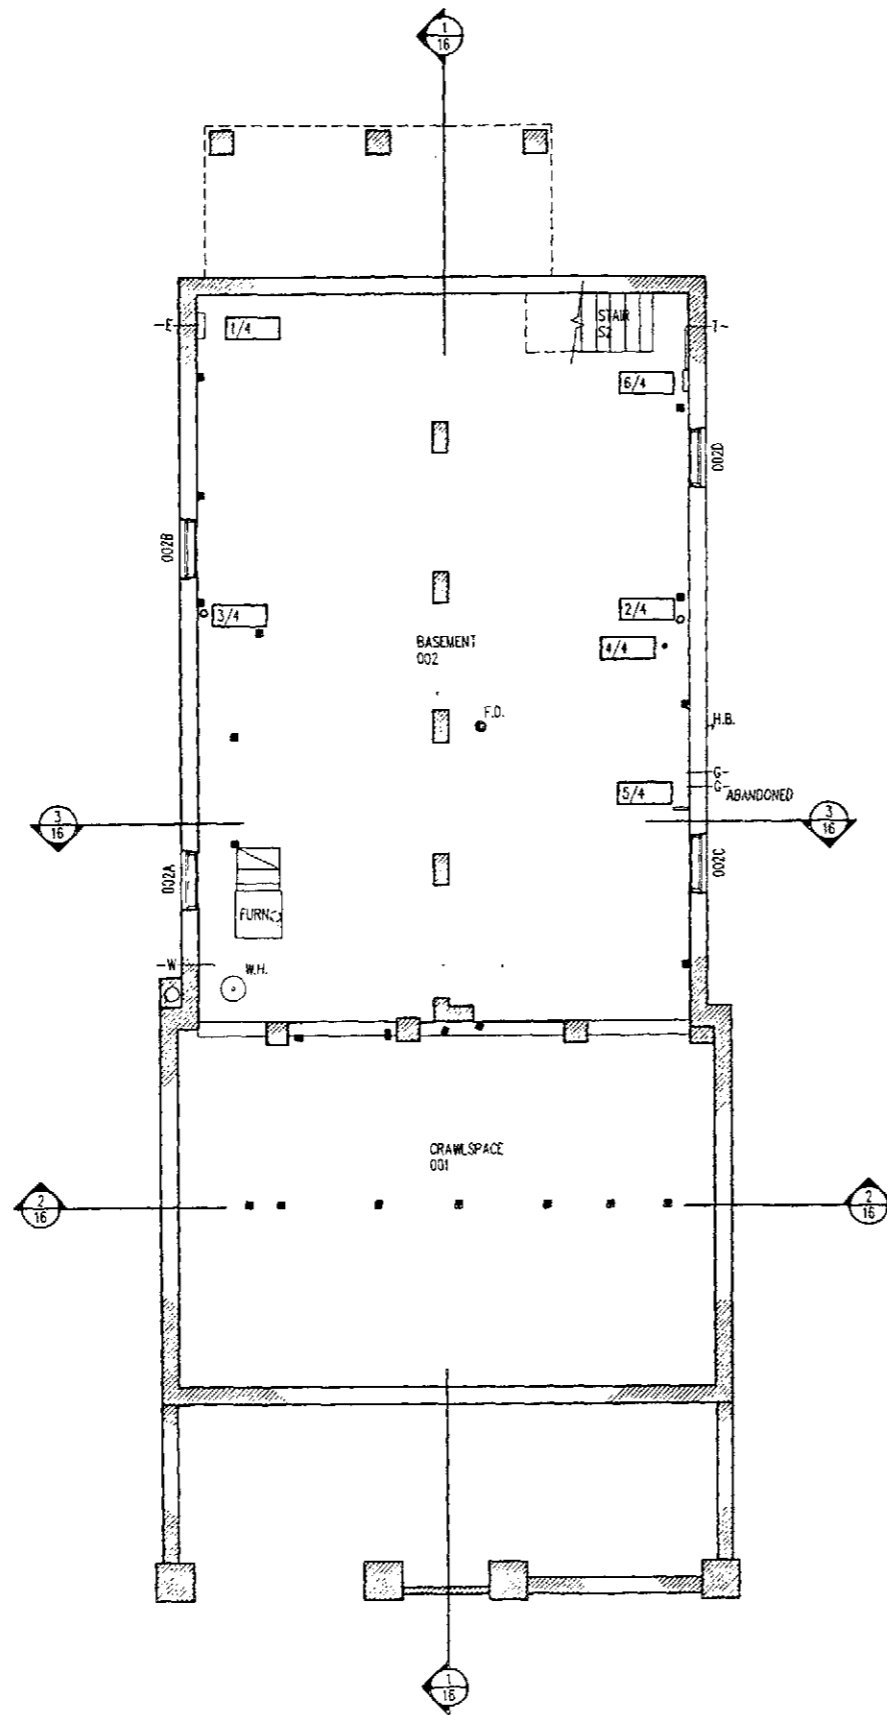 1
16
-E
1/4
STAIR
S2
T-
6/4
002D
002B
3/4
2/4
BASEMENT
002
4/4
F.D.
H.B.
G-
G-
ABANDONED
5/4
3
16
3
16
002A
002C
FURN.
-W
W.H.
CRAWLSPACE
001
2
16
2
16
1
16